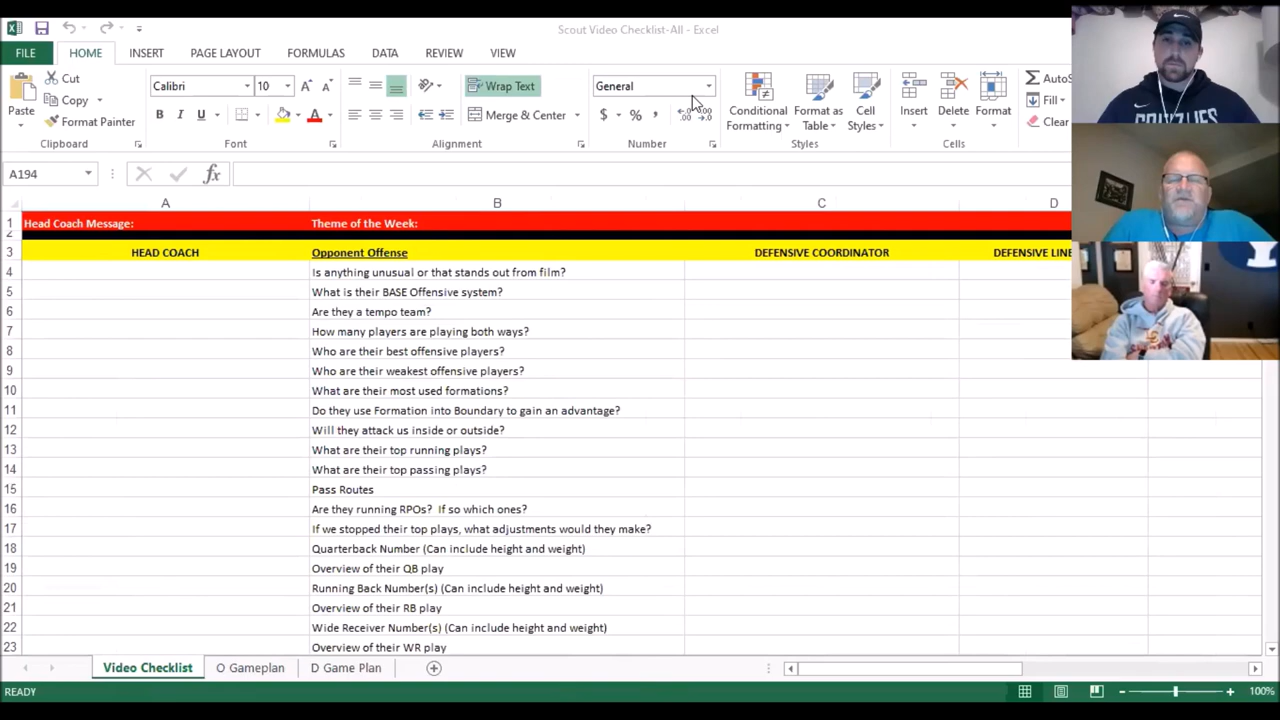 Scout Video Checklist-All - Excel
FILE HOME INSERT PAGE LAYOUT FORMULAS DATA REVIEW VIEW
Paste
Cut
Copy
Format Painter
Clipboard
Calibri 10
B I U
Font
Wrap Text
Merge & Center
Alignment
General
$ % ,
Number
Conditional Formatting
Format as Table
Cell Styles
Styles
Insert Delete Format
Cells
AutoS
Fill
Clear
A194 fx
A B C D
1 Head Coach Message: Theme of the Week:
2
3 HEAD COACH Opponent Offense DEFENSIVE COORDINATOR DEFENSIVE LINE
4 Is anything unusual or that stands out from film?
5 What is their BASE Offensive system?
6 Are they a tempo team?
7 How many players are playing both ways?
8 Who are their best offensive players?
9 Who are their weakest offensive players?
10 What are their most used formations?
11 Do they use Formation into Boundary to gain an advantage?
12 Will they attack us inside or outside?
13 What are their top running plays?
14 What are their top passing plays?
15 Pass Routes
16 Are they running RPOs? If so which ones?
17 If we stopped their top plays, what adjustments would they make?
18 Quarterback Number (Can include height and weight)
19 Overview of their QB play
20 Running Back Number(s) (Can include height and weight)
21 Overview of their RB play
22 Wide Receiver Number(s) (Can include height and weight)
23 Overview of their WR play
Video Checklist O Gameplan D Game Plan
READY 100%
GRIZZLIES